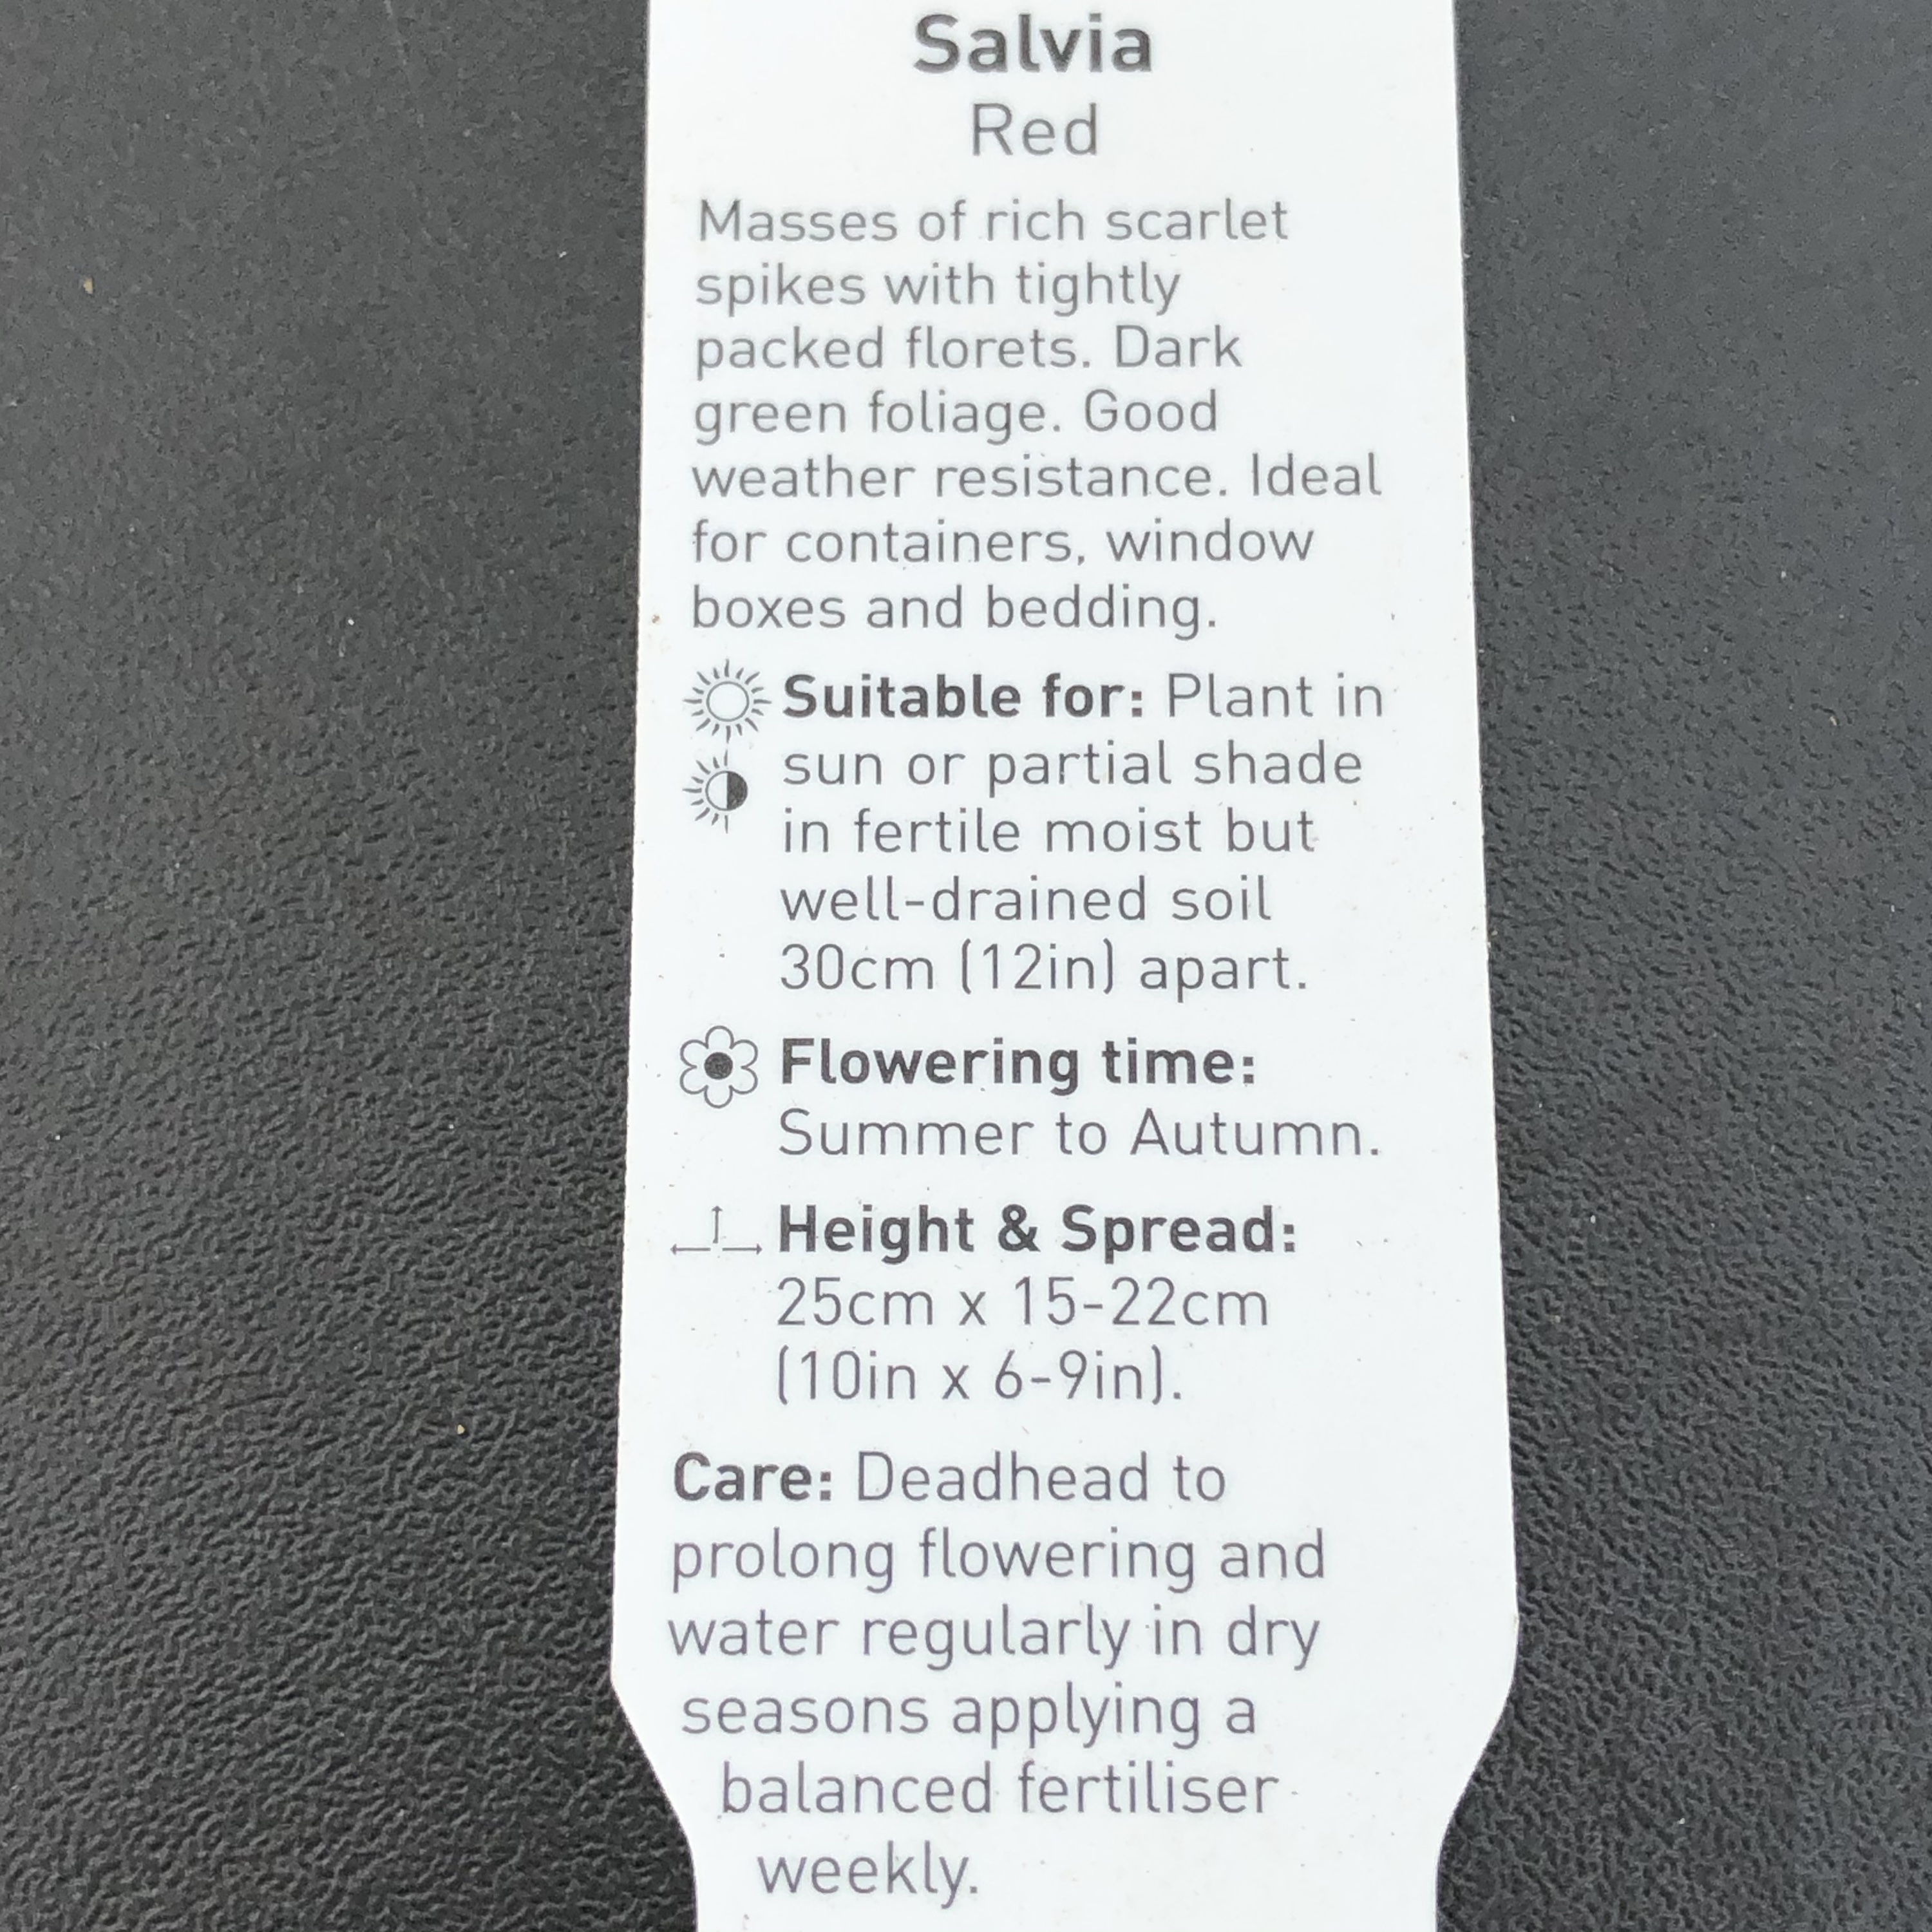 Salvia
Red
Masses of rich scarlet
spikes with tightly
packed florets. Dark
green foliage. Good
weather resistance. Ideal
for containers, window
boxes and bedding.
Suitable for: Plant in
sun or partial shade
in fertile moist but
well-drained soil
30cm (12in) apart.
Flowering time:
Summer to Autumn.
Height & Spread:
25cm x 15-22cm
(10in x 6-9in).
Care: Deadhead to
prolong flowering and
water regularly in dry
seasons applying a
balanced fertiliser
weekly.